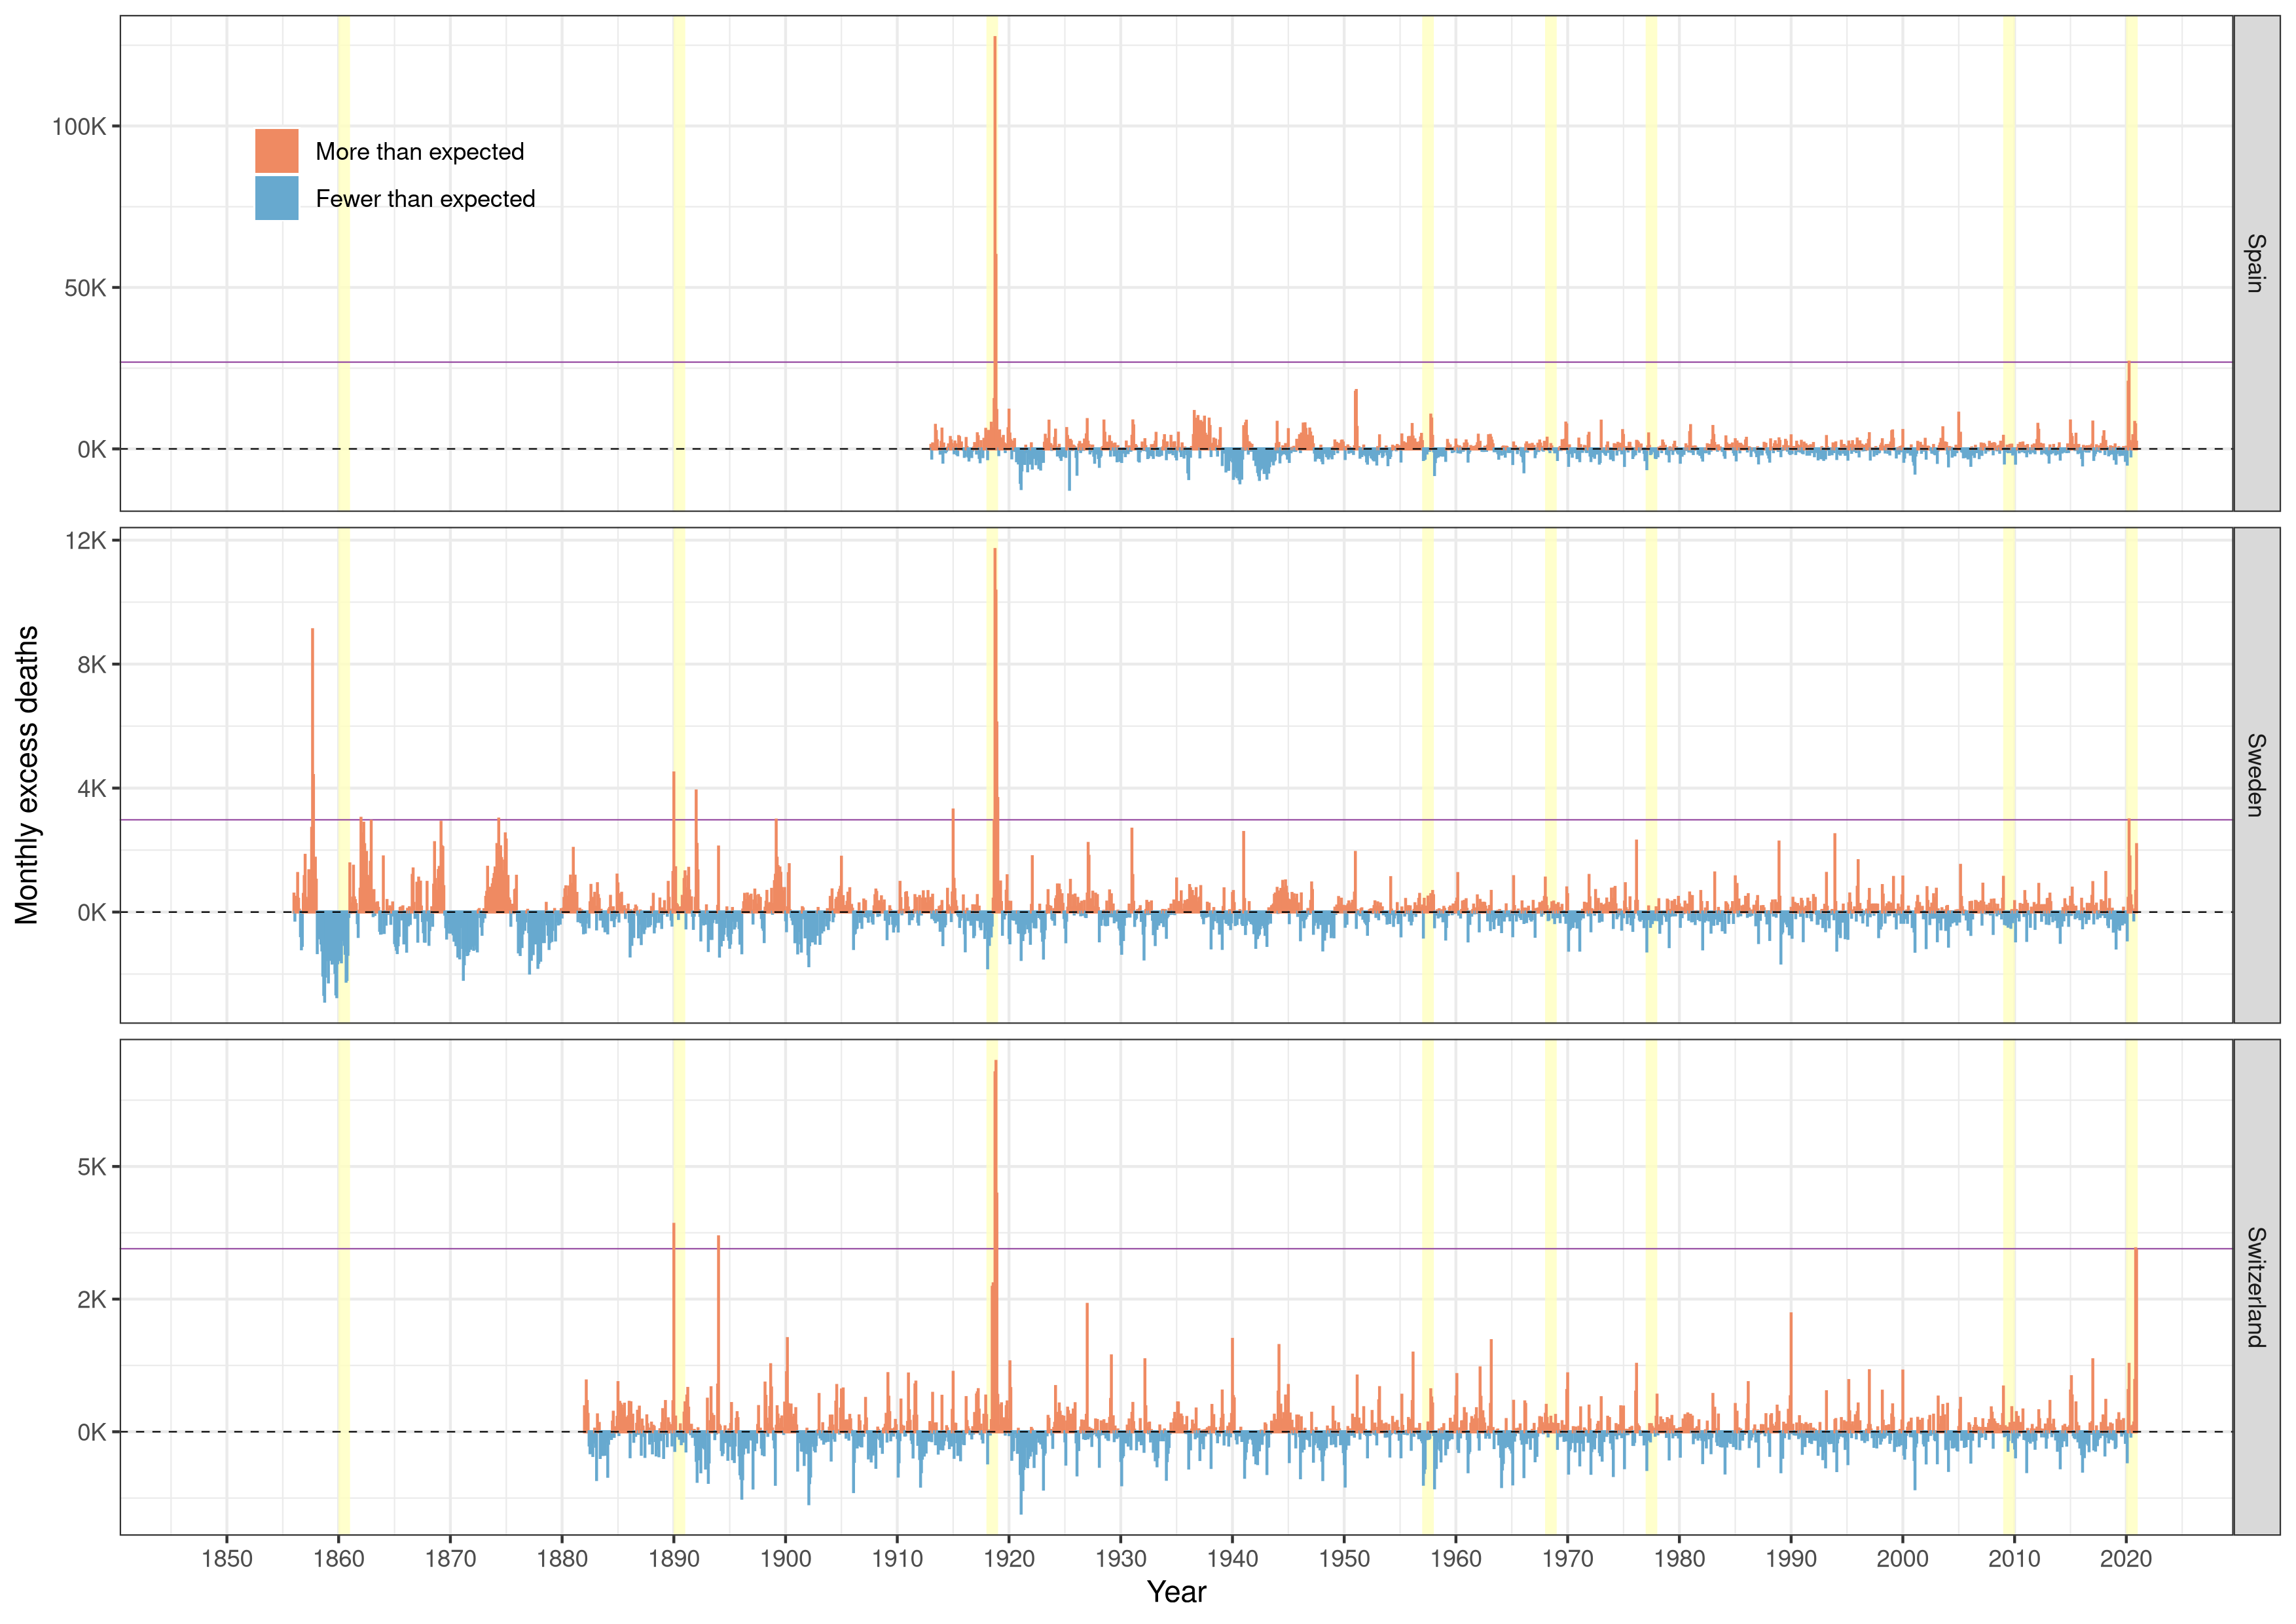 Monthly excess deaths
100K
50K
0K
More than expected
Fewer than expected
Spain
12K
8K
4K
0K
Sweden
5K
2K
0K
Switzerland
1850 1860 1870 1880 1890 1900 1910 1920 1930 1940 1950 1960 1970 1980 1990 2000 2010 2020
Year